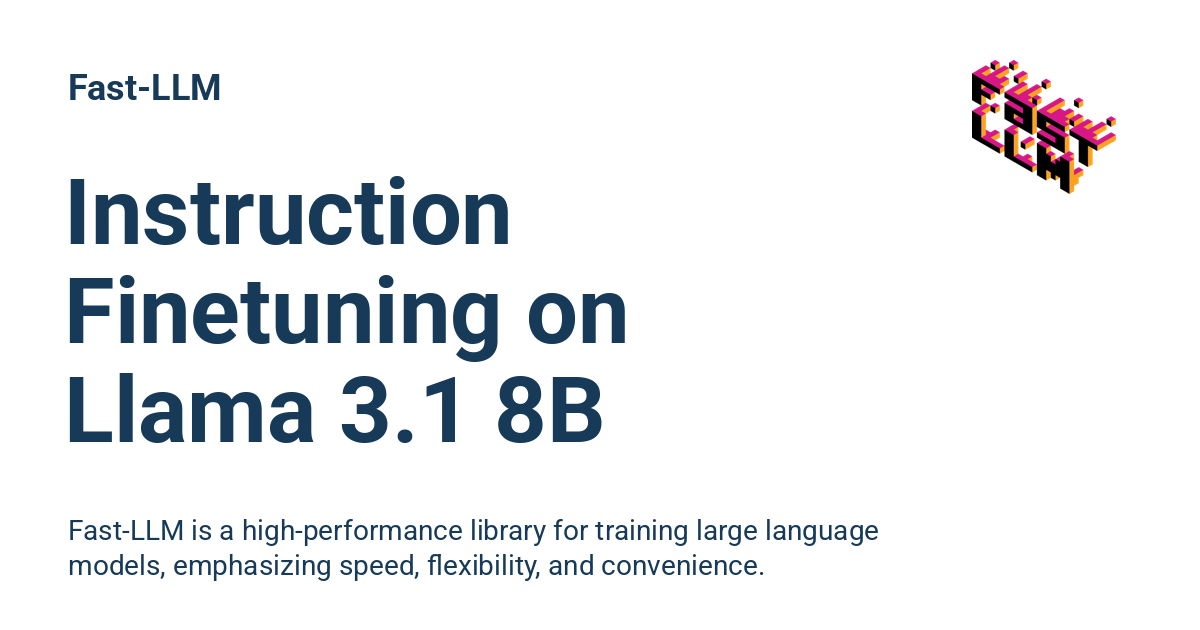 Fast-LLM
FAST
LLM
Instruction
Finetuning on
Llama 3.1 8B
Fast-LLM is a high-performance library for training large language
models, emphasizing speed, flexibility, and convenience.